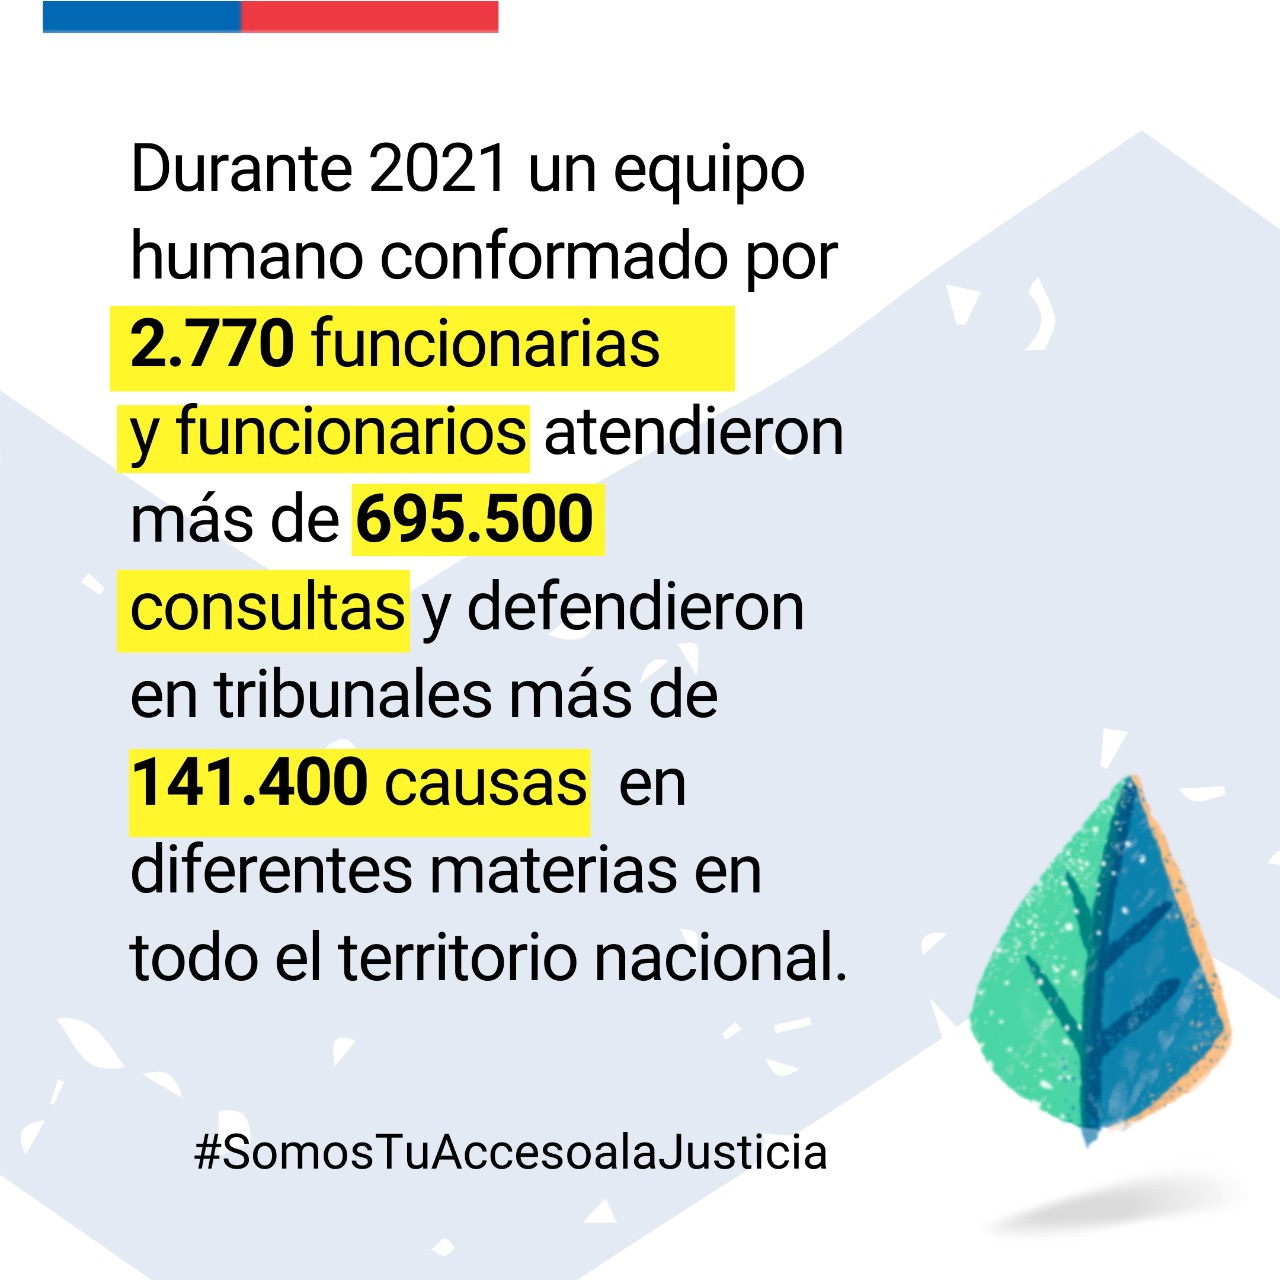 Durante 2021 un equipo
humano conformado por
2.770 funcionarias
y funcionarios atendieron
más de 695.500
consultas y defendieron
en tribunales más de
141.400 causas en
diferentes materias en
todo el territorio nacional.
#SomosTuAccesoalaJusticia